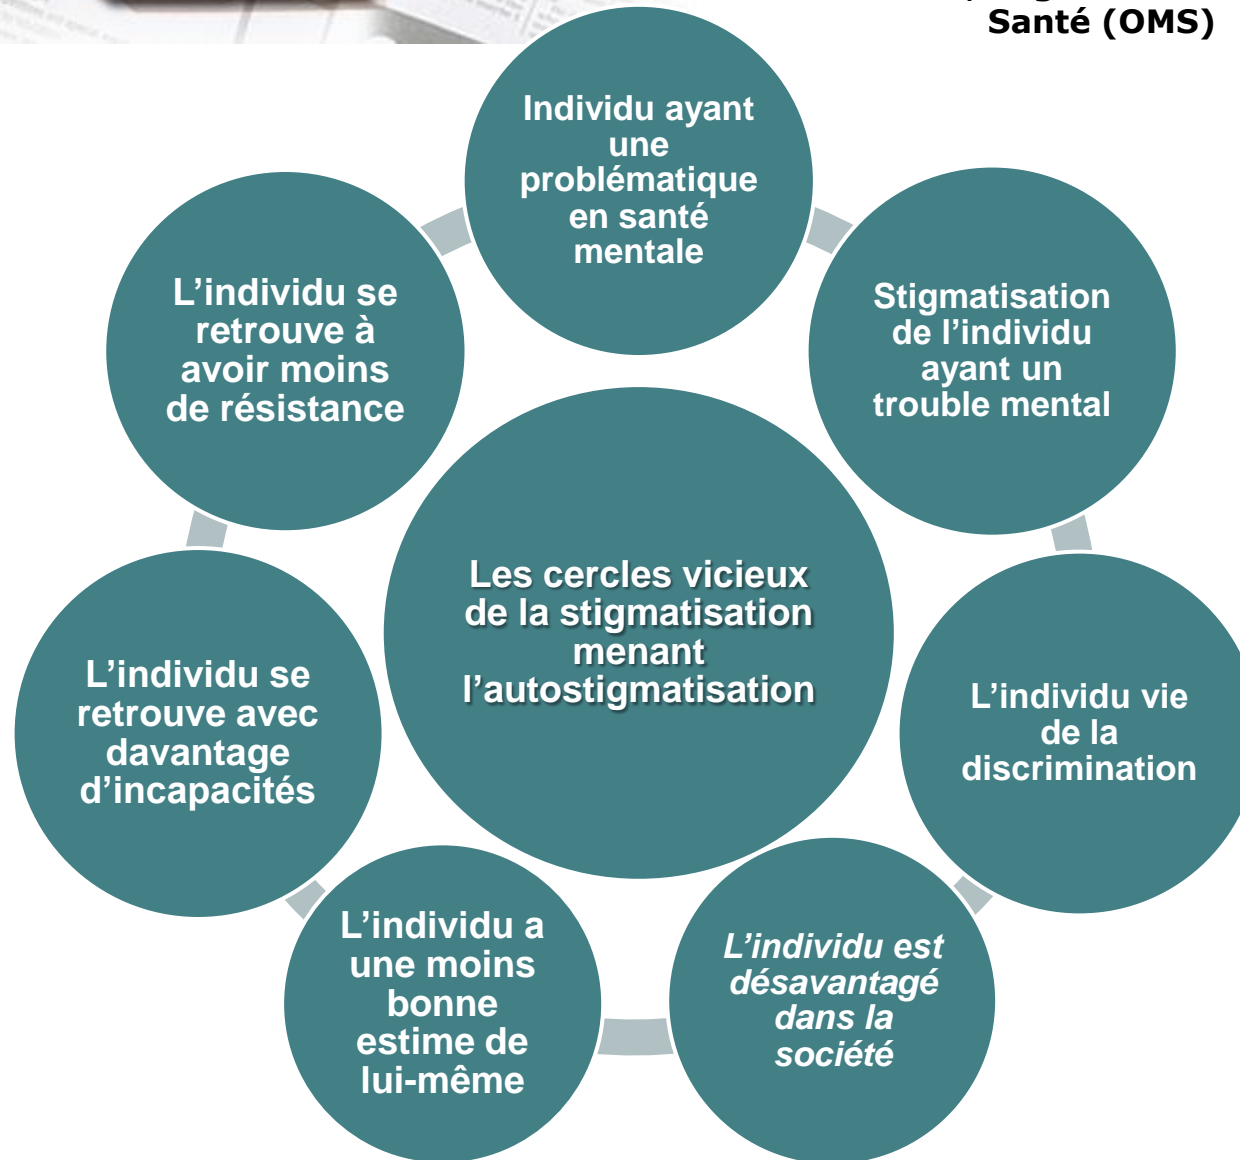 Santé (OMS)
Individu ayant
une
problématique
en santé
mentale
Stigmatisation
de l'individu
ayant un
trouble mental
L'individu vie
de la
discrimination
L'individu est
désavantagé
dans la
société
L'individu a
une moins
bonne
estime de
lui-même
L'individu se
retrouve avec
davantage
d'incapacités
L'individu se
retrouve à
avoir moins
de résistance
Les cercles vicieux
de la stigmatisation
menant
l'autostigmatisation